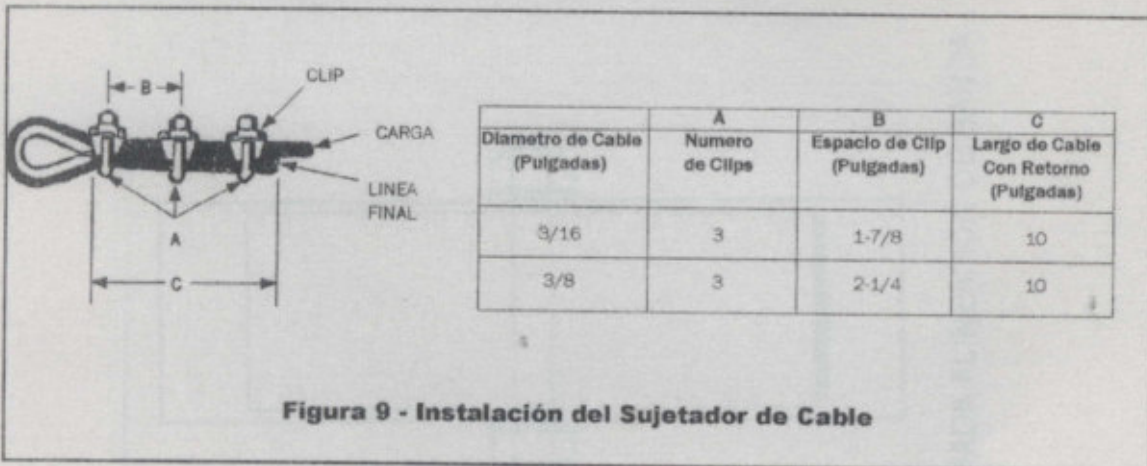 B
CLIP
CARGA
LINEA
FINAL
A
C
A B C
Diametro de Cable Numero Espacio de Clip Largo de Cable
(Pulgadas) de Clips (Pulgadas) Con Retorno
(Pulgadas)
3/16 3 1-7/8 10
3/8 3 2-1/4 10
Figura 9 - Instalación del Sujetador de Cable